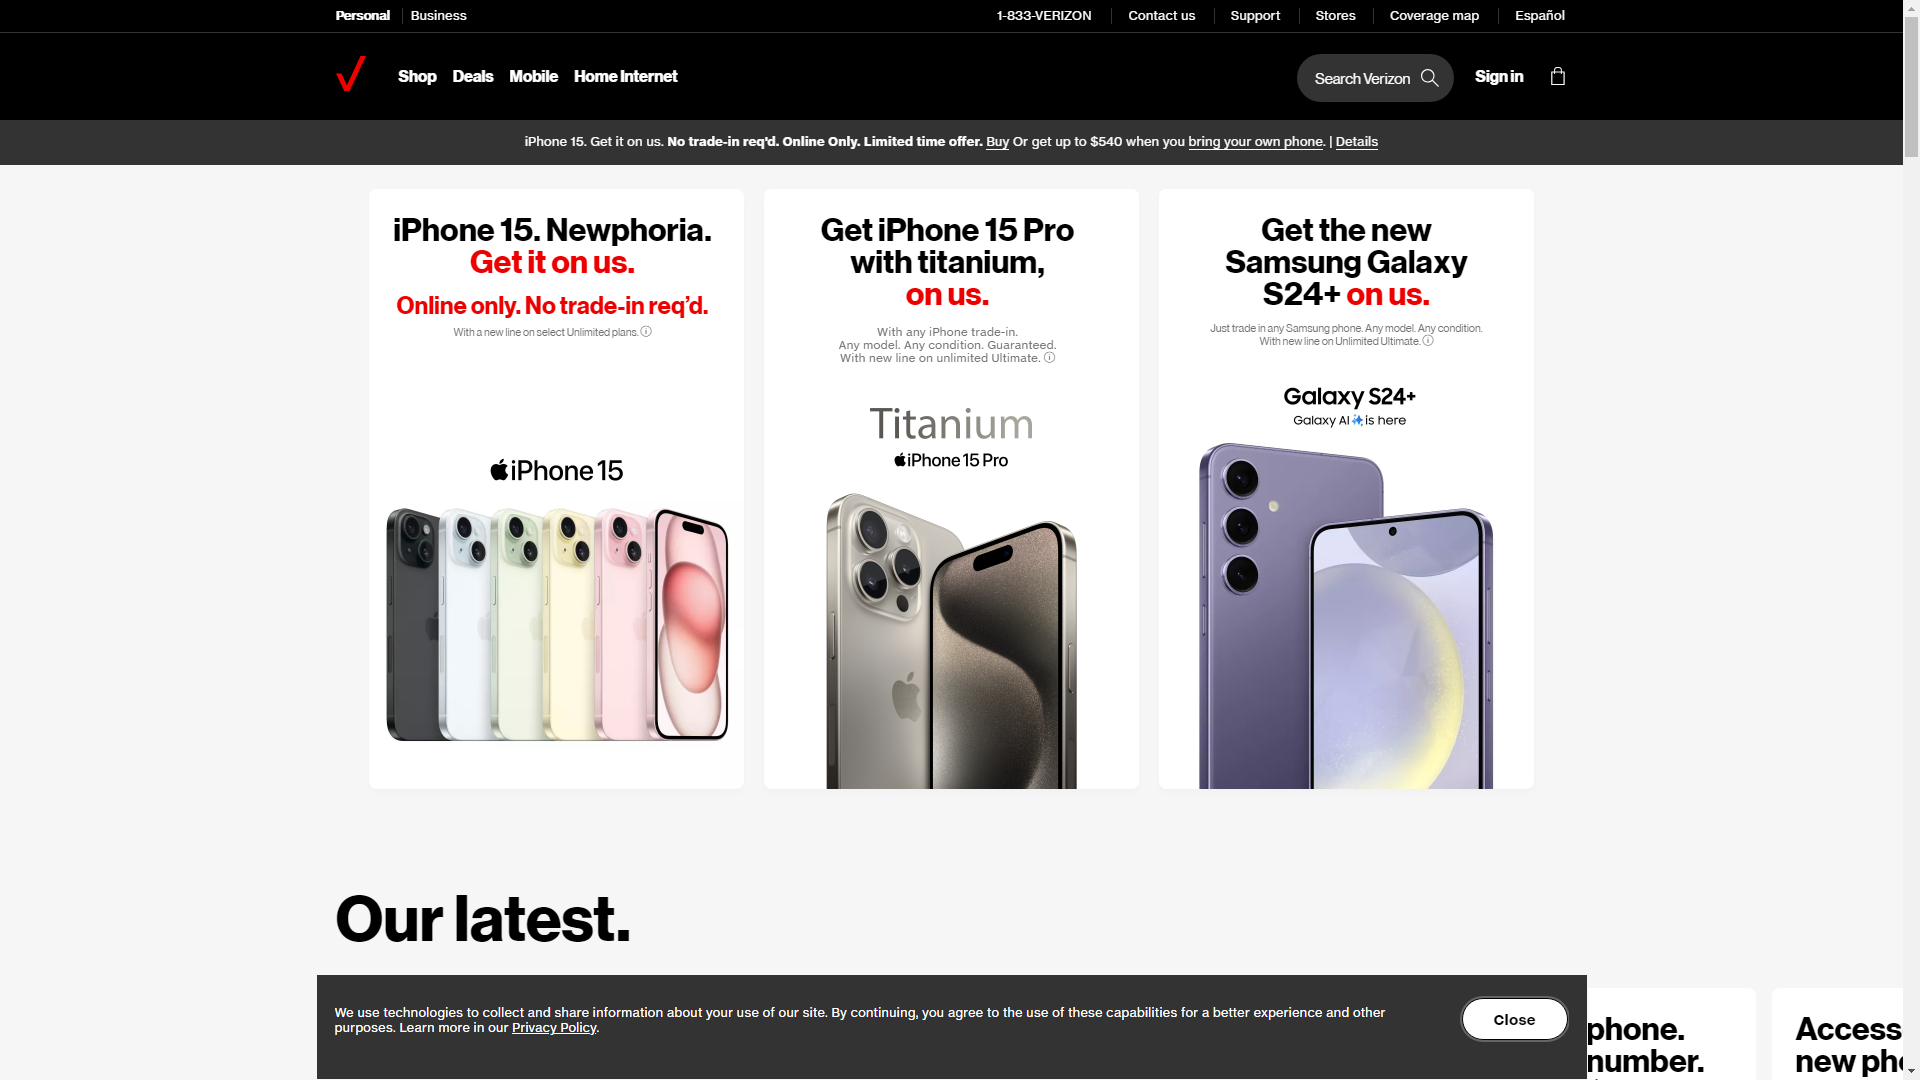 Personal
Business
1-833-VERIZON
Contact us
Support
Stores
Coverage map
Español
Shop
Deals
Mobile
Home Internet
Search Verizon
Sign in
iPhone 15. Get it on us. No trade-in req'd. Online Only. Limited time offer. Buy Or get up to $540 when you bring your own phone. | Details
iPhone 15. Newphoria.
Get it on us.
Online only. No trade-in req’d.
With a new line on select Unlimited plans.
iPhone 15
Get iPhone 15 Pro
with titanium,
on us.
With any iPhone trade-in.
Any model. Any condition. Guaranteed.
With new line on unlimited Ultimate.
Titanium
iPhone 15 Pro
Get the new
Samsung Galaxy
S24+ on us.
Just trade in any Samsung phone. Any model. Any condition.
With new line on Unlimited Ultimate.
Galaxy S24+
Galaxy AI is here
Our latest.
We use technologies to collect and share information about your use of our site. By continuing, you agree to the use of these capabilities for a better experience and other
purposes. Learn more in our Privacy Policy.
Close
phone.
number.
Access
new